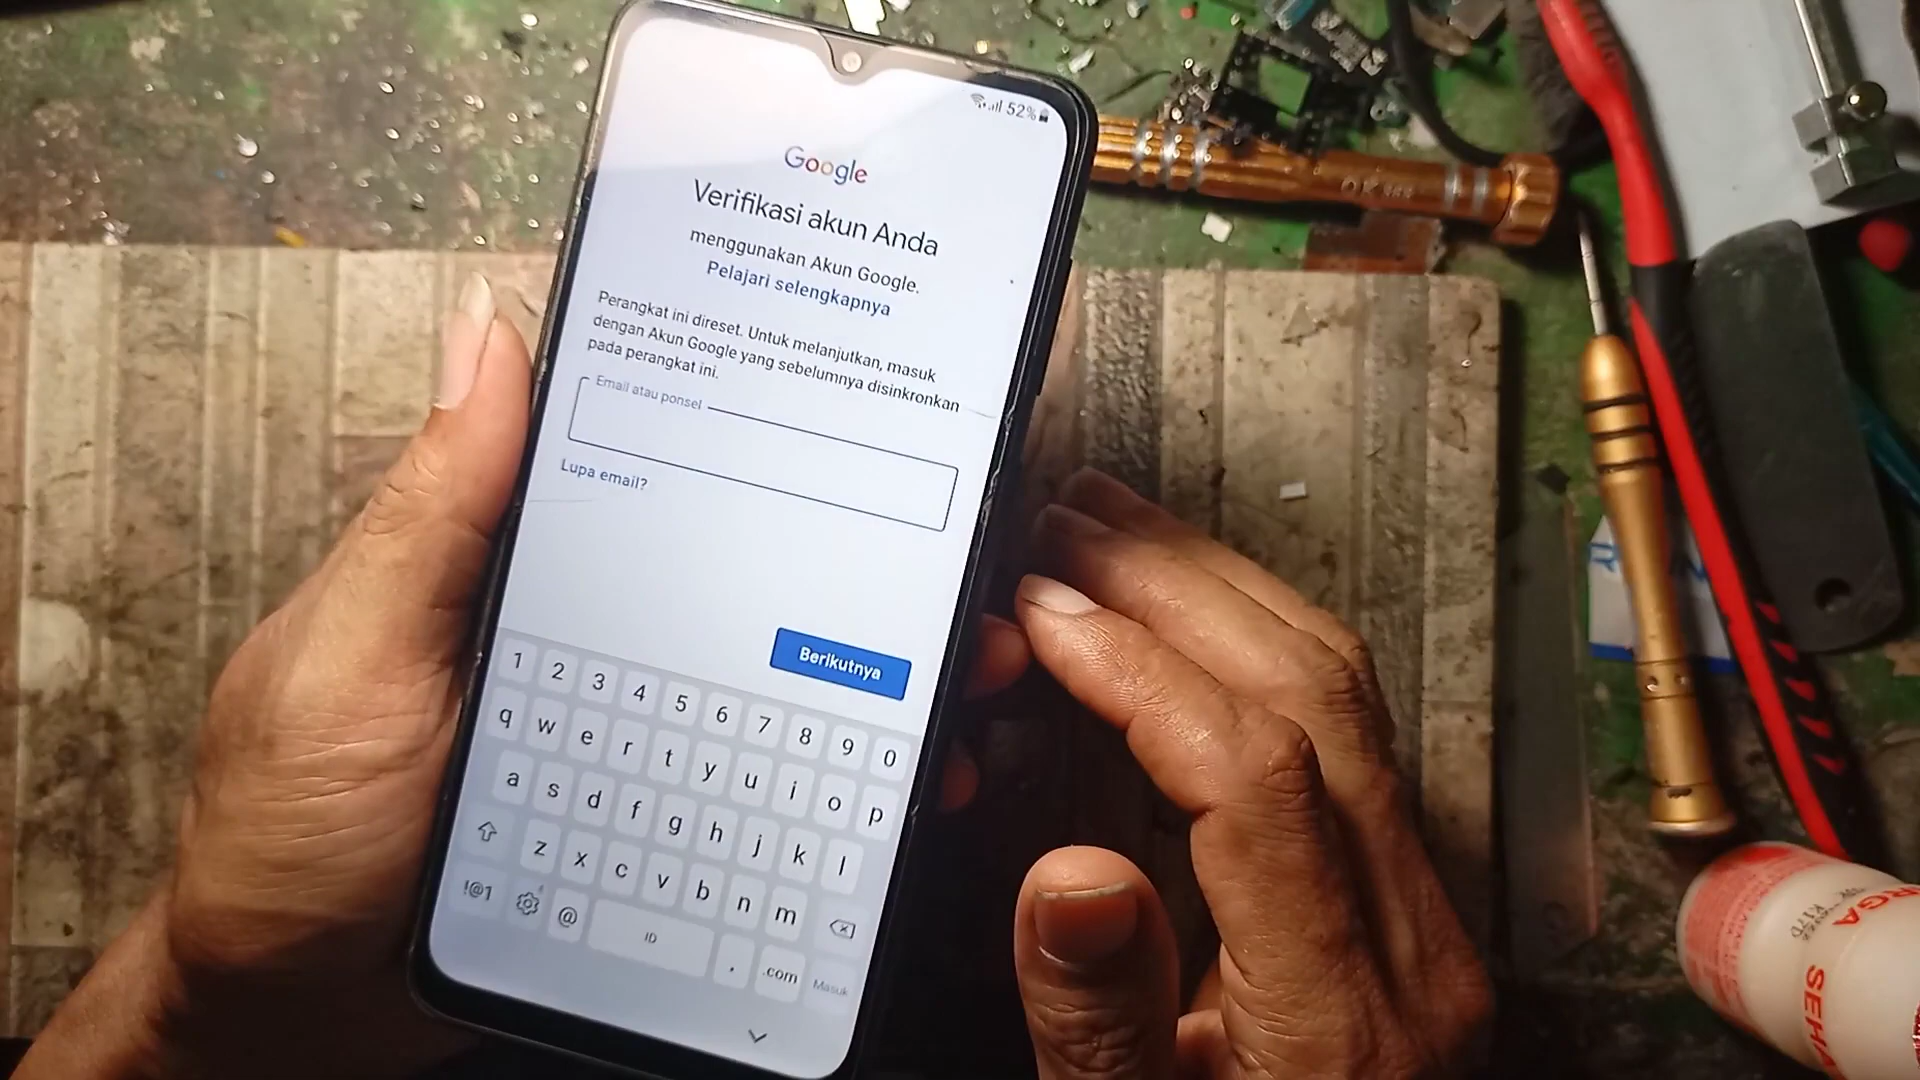 52%
Google
Verifikasi akun Anda
menggunakan Akun Google.
Pelajari selengkapnya
Perangkat ini direset. Untuk melanjutkan, masuk
dengan Akun Google yang sebelumnya disinkronkan
pada perangkat ini.
Email atau ponsel
Lupa email?
Berikutnya
1 2 3 4 5 6 7 8 9 0
q w e r t y u i o p
a s d f g h j k l
z x c v b n m
!@1 @ ID . .com Masuk